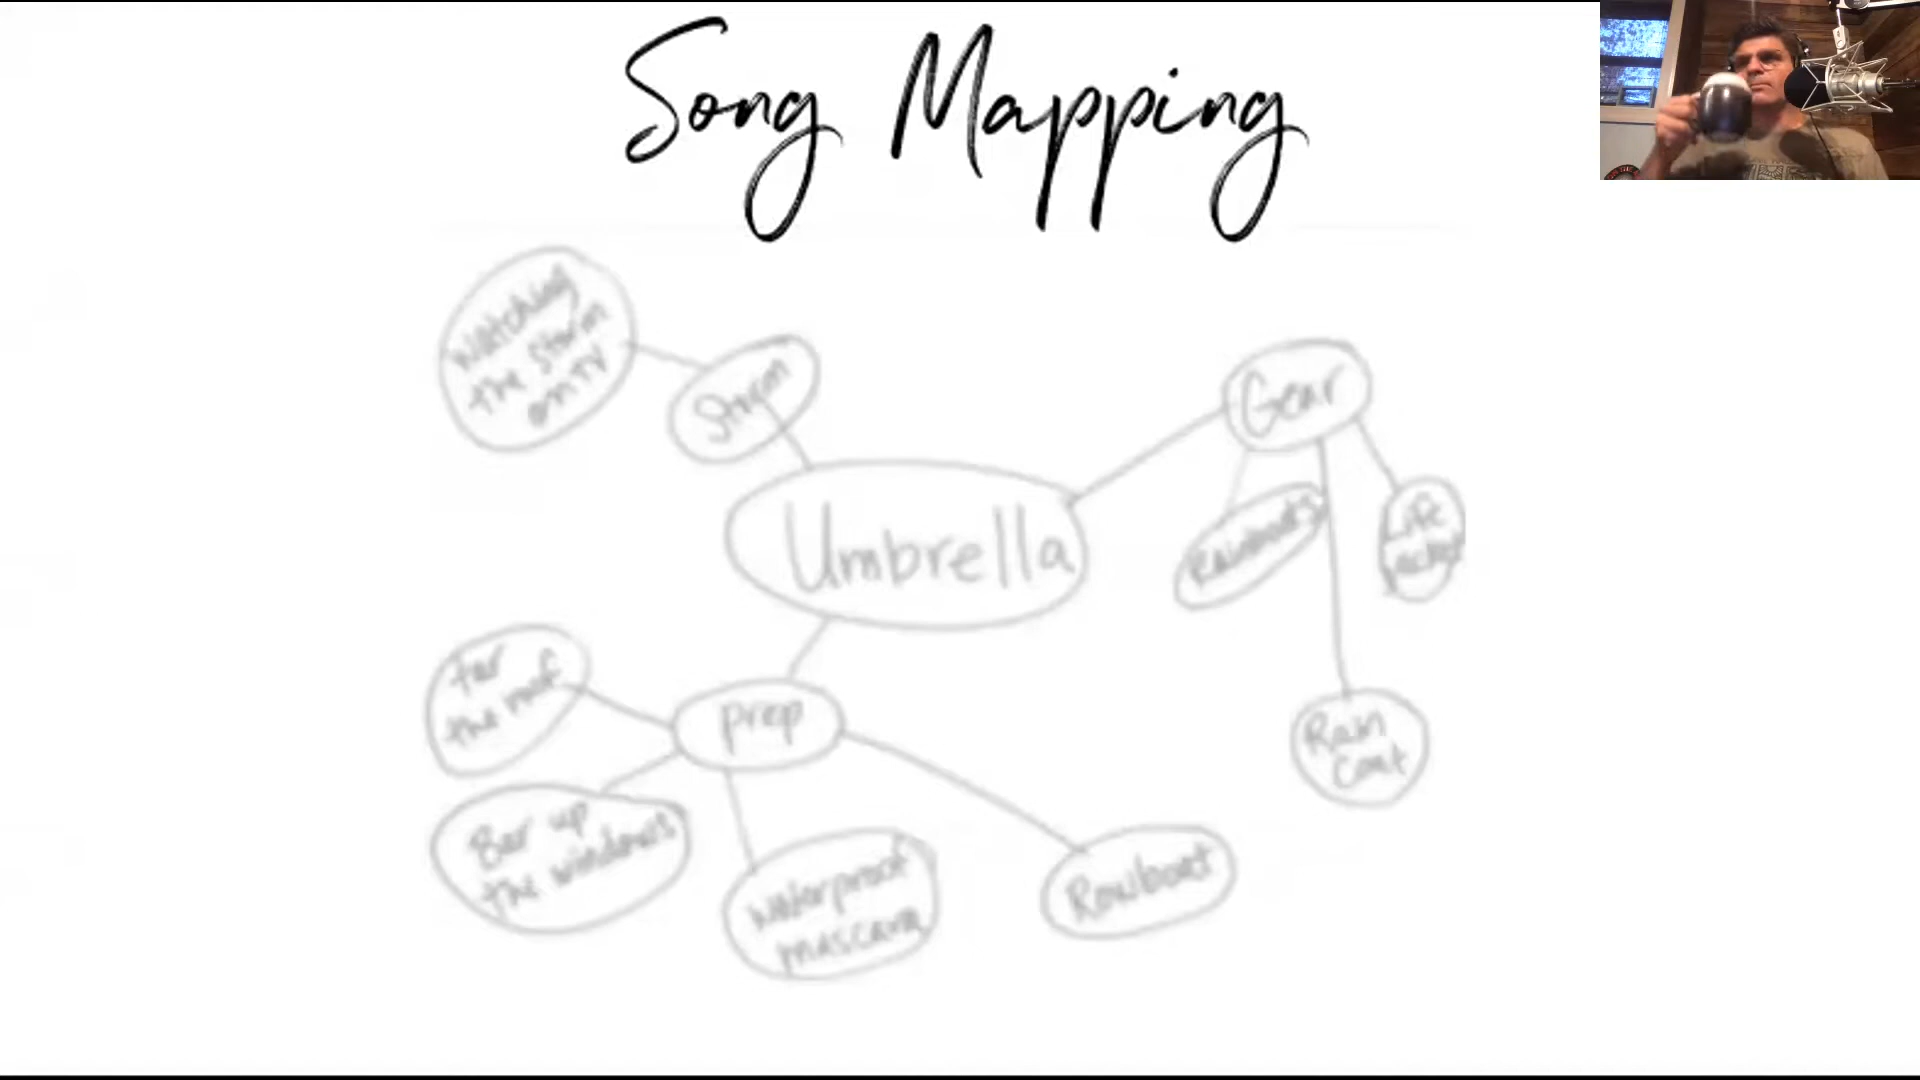 Song Mapping
Watching
the storm
on TV
Storm
Gear
Umbrella
Rainboots
Life
Jacket
tar
the roof
prep
Rain
Coat
Bar up
the windows
Waterproof
mascara
Rowboat